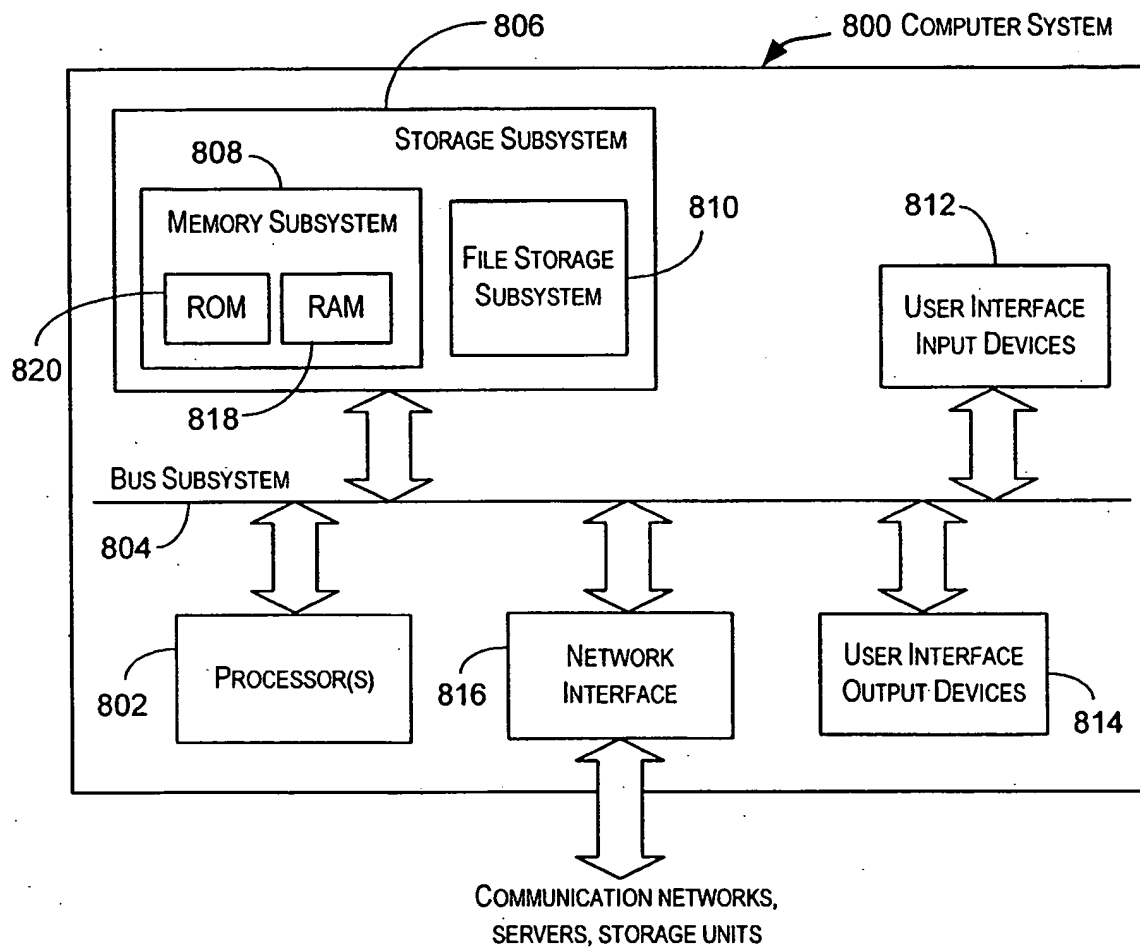 806
800 COMPUTER SYSTEM
STORAGE SUBSYSTEM
808
MEMORY SUBSYSTEM
ROM
RAM
820
818
FILE STORAGE
SUBSYSTEM
810
812
USER INTERFACE
INPUT DEVICES
BUS SUBSYSTEM
804
PROCESSOR(S)
802
NETWORK
INTERFACE
816
USER INTERFACE
OUTPUT DEVICES
814
COMMUNICATION NETWORKS,
SERVERS, STORAGE UNITS